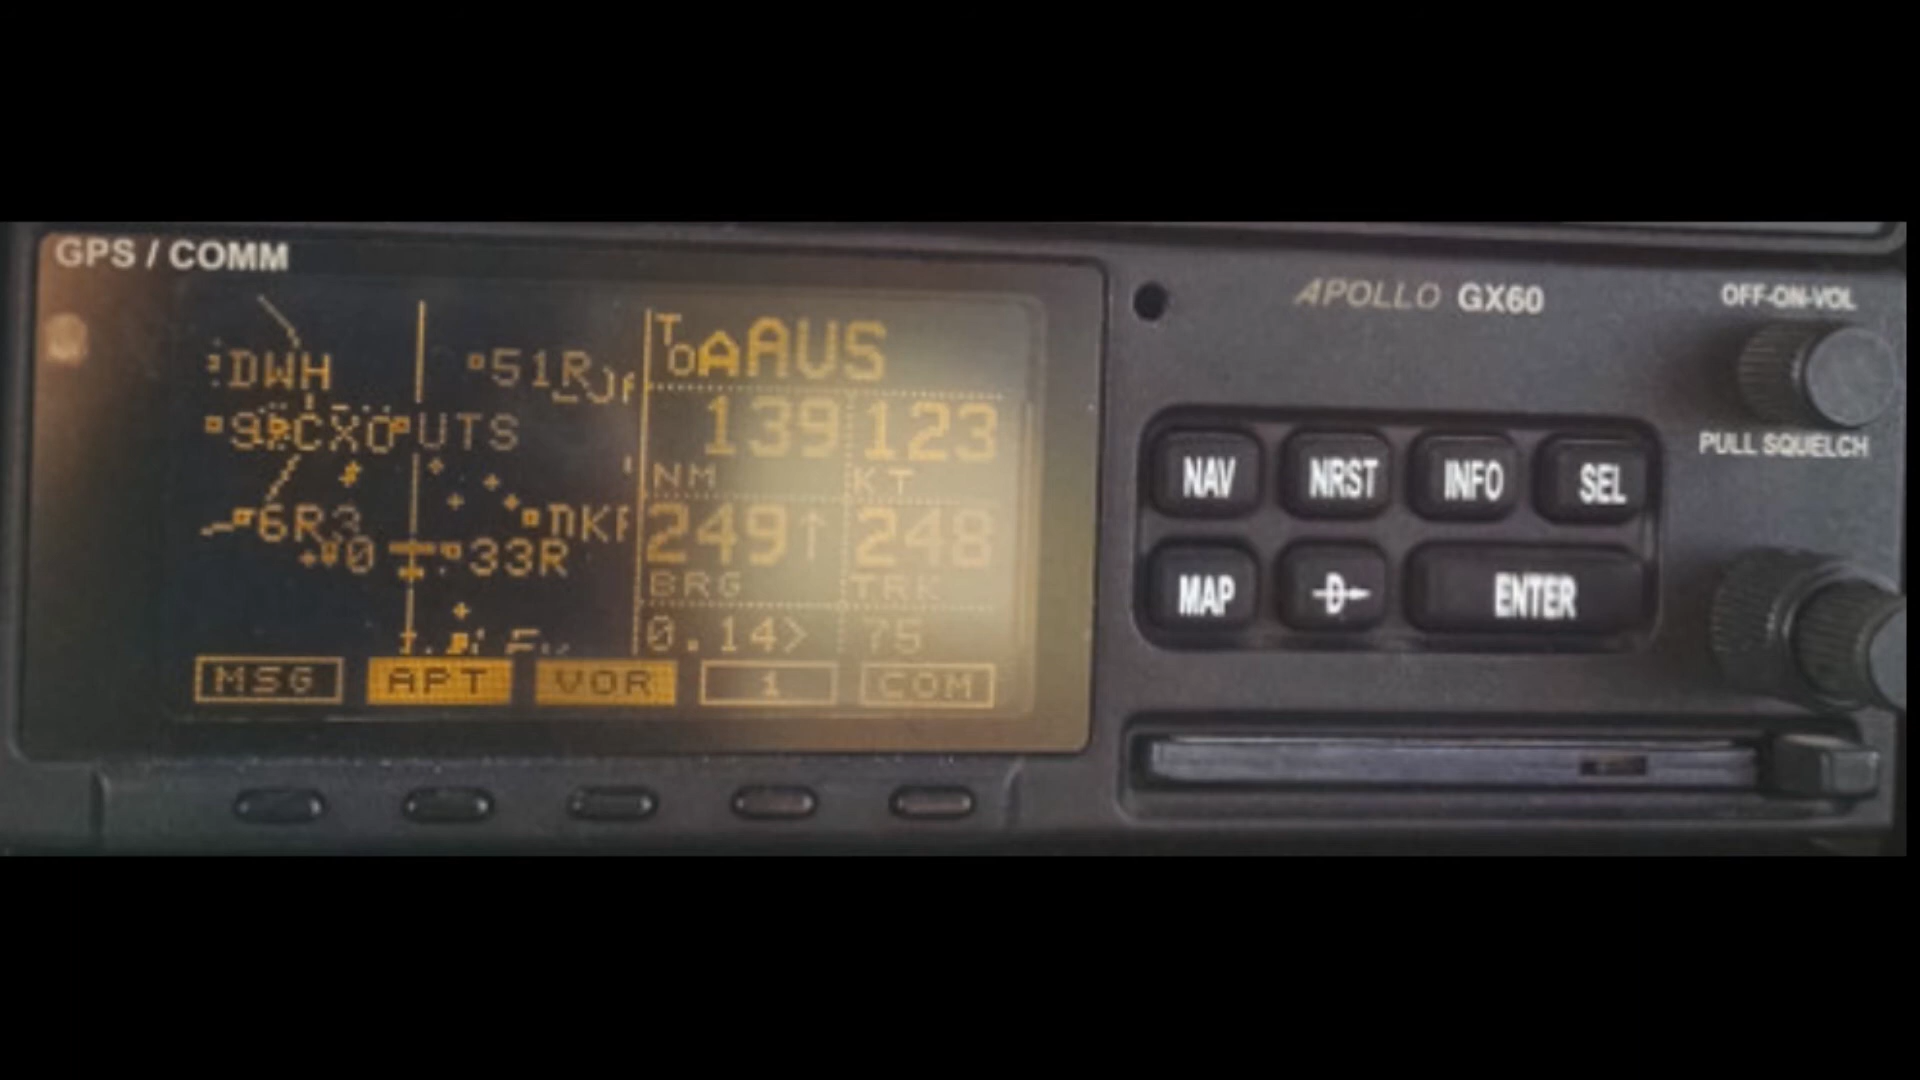 GPS / COMM
APOLLO GX60
OFF-ON-VOL
PULL SQUELCH
DWH
51R
CXO UTS
6R3
33R
TO AAUS
139 123
NM KT
249↑ 248
BRG TRK
0.14> 75
MSG APT VOR 1 COM
NAV NRST INFO SEL
MAP D ENTER